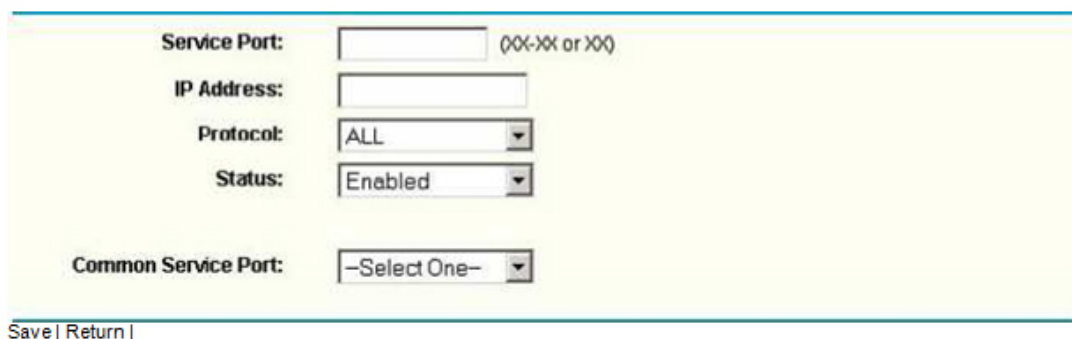 Service Port: (XX-XX or XX)
IP Address:
Protocol: ALL
Status: Enabled
Common Service Port: --Select One--
Save | Return |